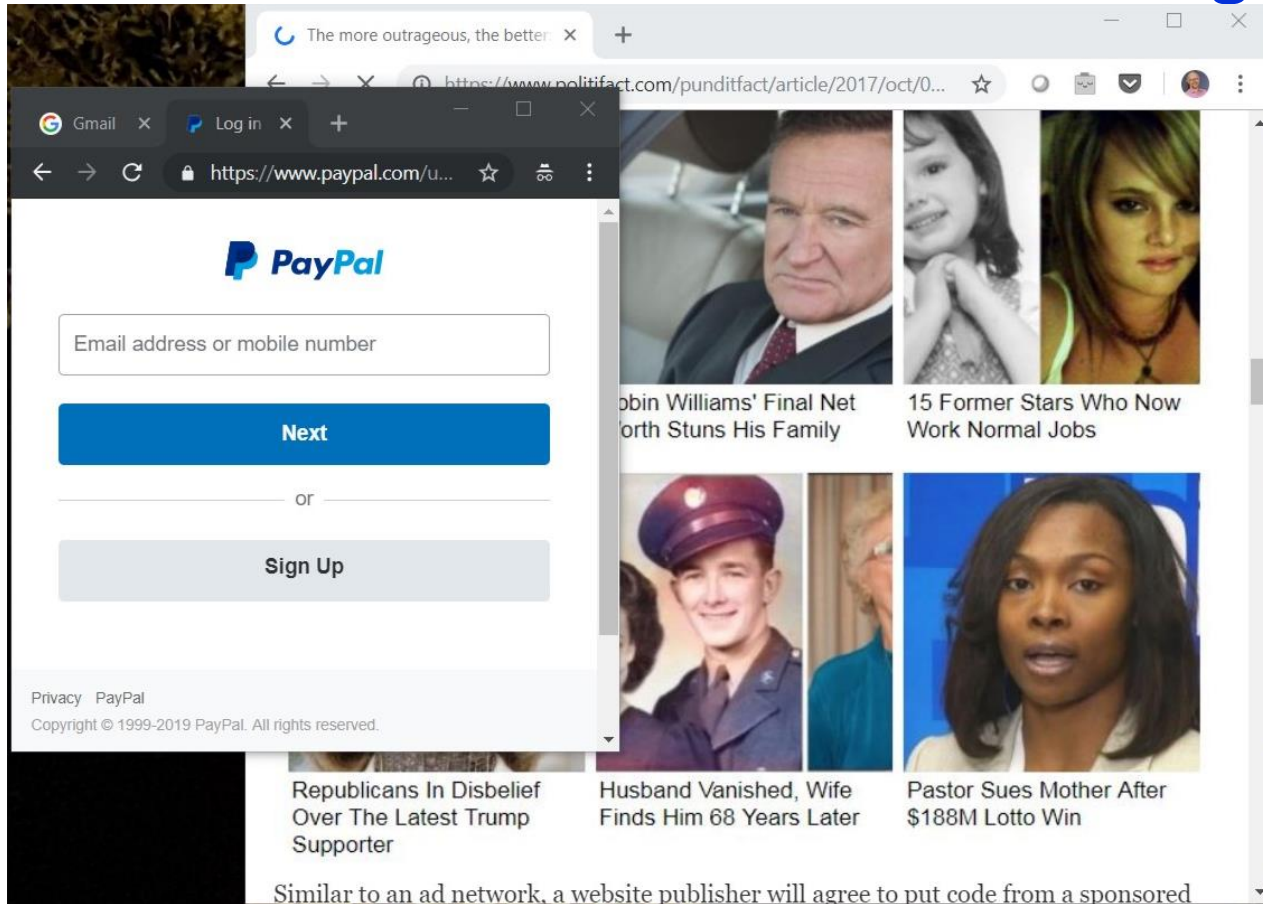 The more outrageous, the better
https://www.politifact.com/punditfact/article/2017/oct/0...
Gmail
Log in
https://www.paypal.com/u...
PayPal
Email address or mobile number
Next
or
Sign Up
Privacy PayPal
Copyright © 1999-2019 PayPal. All rights reserved.
obin Williams' Final Net
orth Stuns His Family
15 Former Stars Who Now
Work Normal Jobs
Republicans In Disbelief
Over The Latest Trump
Supporter
Husband Vanished, Wife
Finds Him 68 Years Later
Pastor Sues Mother After
$188M Lotto Win
Similar to an ad network, a website publisher will agree to put code from a sponsored